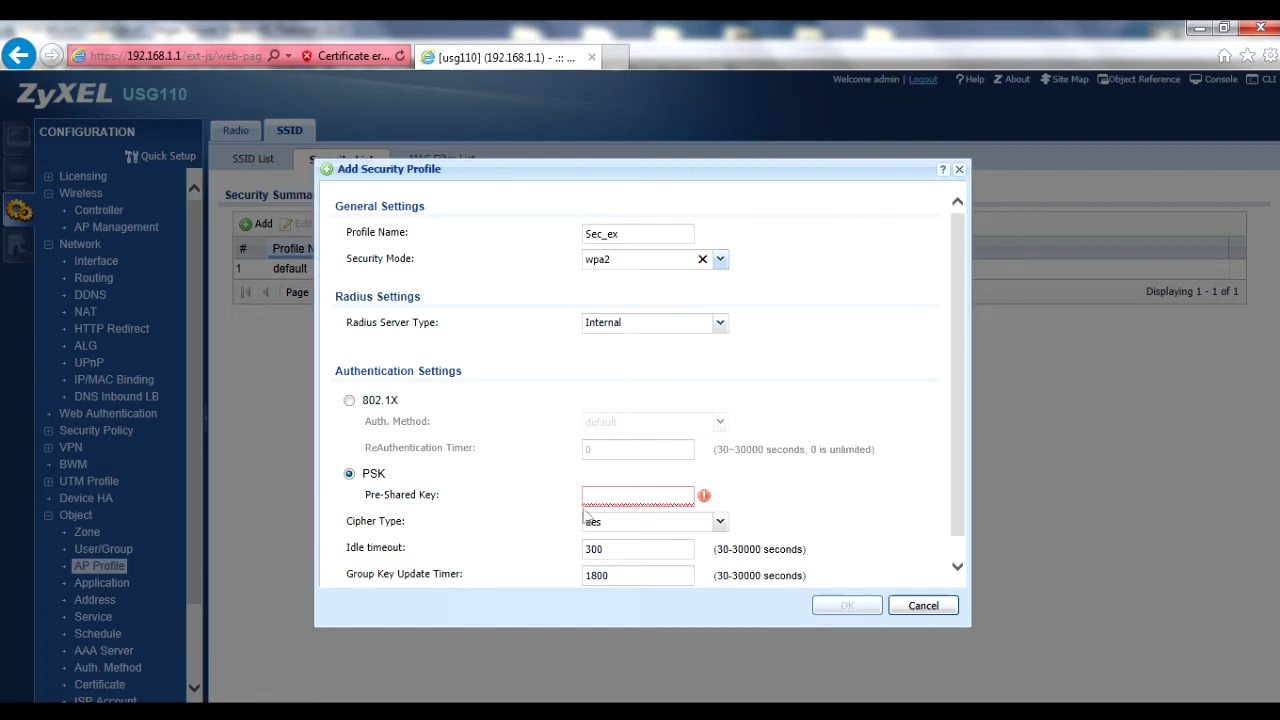 https://192.168.1.1/ext-js/web-pag
Certificate er...
[usg110] (192.168.1.1) - .:: ...
ZyXEL USG110
Welcome admin | Logout
? Help
Z About
Site Map
Object Reference
Console
CLI
CONFIGURATION
Quick Setup
Licensing
Wireless
Controller
AP Management
Network
Interface
Routing
DDNS
NAT
HTTP Redirect
ALG
UPnP
IP/MAC Binding
DNS Inbound LB
Web Authentication
Security Policy
VPN
BWM
UTM Profile
Device HA
Object
Zone
User/Group
AP Profile
Application
Address
Service
Schedule
AAA Server
Auth. Method
Certificate
ISP Account
Radio
SSID
SSID List
Security Summa
Add
Edit
# Profile N
1 default
Page
Displaying 1 - 1 of 1
Add Security Profile
General Settings
Profile Name: Sec_ex
Security Mode: wpa2
Radius Settings
Radius Server Type: Internal
Authentication Settings
802.1X
Auth. Method: default
ReAuthentication Timer: 0 (30~30000 seconds, 0 is unlimited)
PSK
Pre-Shared Key:
Cipher Type:
Idle timeout: 300 (30-30000 seconds)
Group Key Update Timer: 1800 (30-30000 seconds)
OK
Cancel